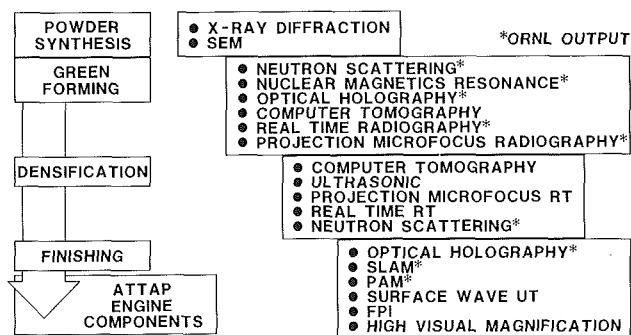 POWDER
SYNTHESIS
● X-RAY DIFFRACTION
● SEM
*ORNL OUTPUT
GREEN
FORMING
● NEUTRON SCATTERING*
● NUCLEAR MAGNETICS RESONANCE*
● OPTICAL HOLOGRAPHY*
● COMPUTER TOMOGRAPHY
● REAL TIME RADIOGRAPHY*
● PROJECTION MICROFOCUS RADIOGRAPHY*
DENSIFICATION
● COMPUTER TOMOGRAPHY
● ULTRASONIC
● PROJECTION MICROFOCUS RT
● REAL TIME RT
● NEUTRON SCATTERING*
FINISHING
● OPTICAL HOLOGRAPHY*
● SLAM*
● PAM*
● SURFACE WAVE UT
● FPI
● HIGH VISUAL MAGNIFICATION
ATTAP
ENGINE
COMPONENTS